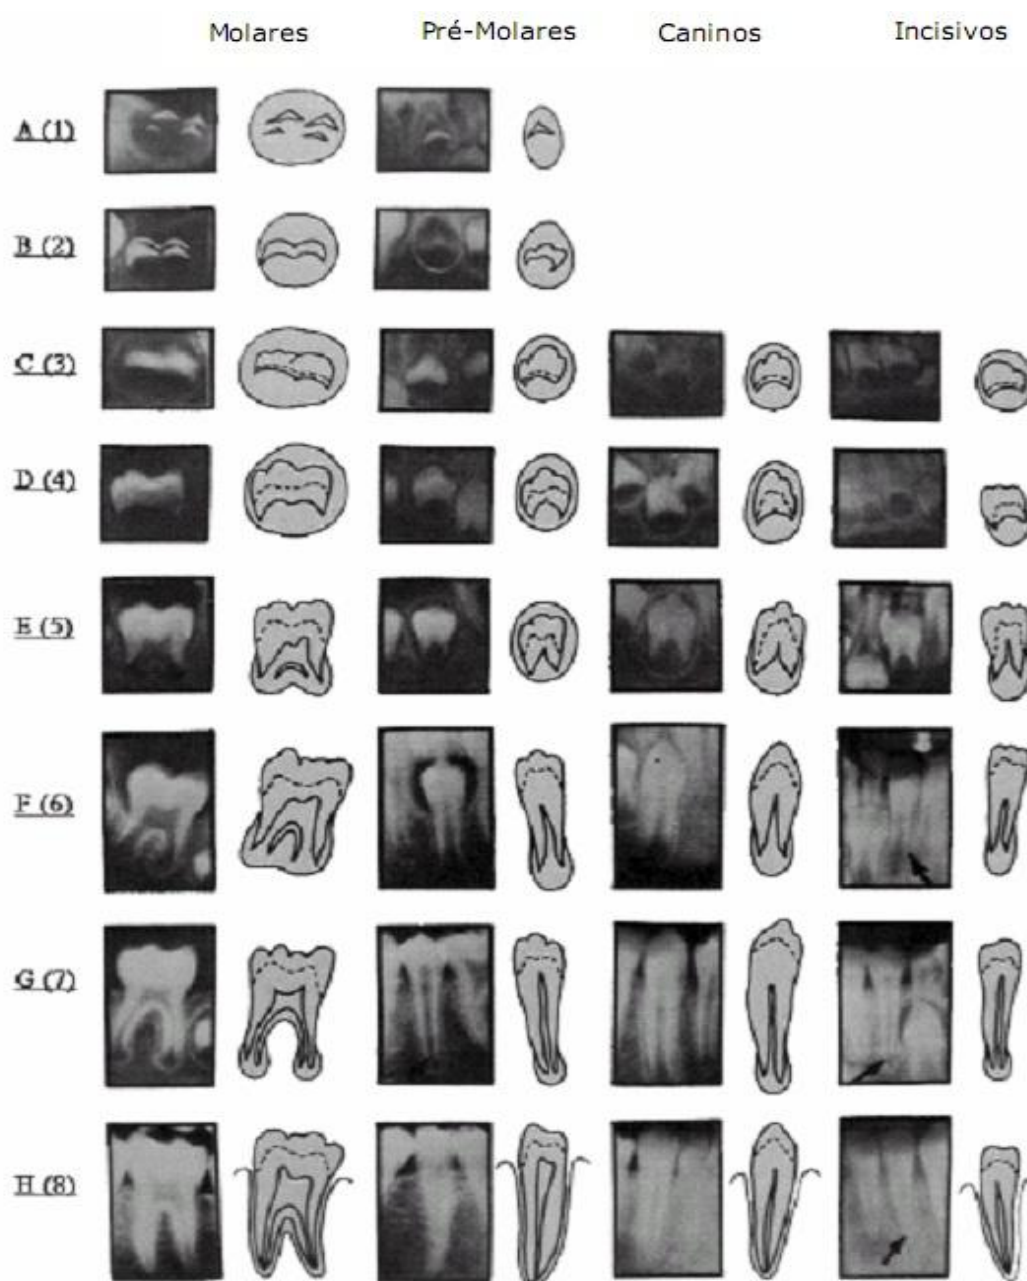 Molares Pré-Molares Caninos Incisivos
A (1)
B (2)
C (3)
D (4)
E (5)
F (6)
G (7)
H (8)